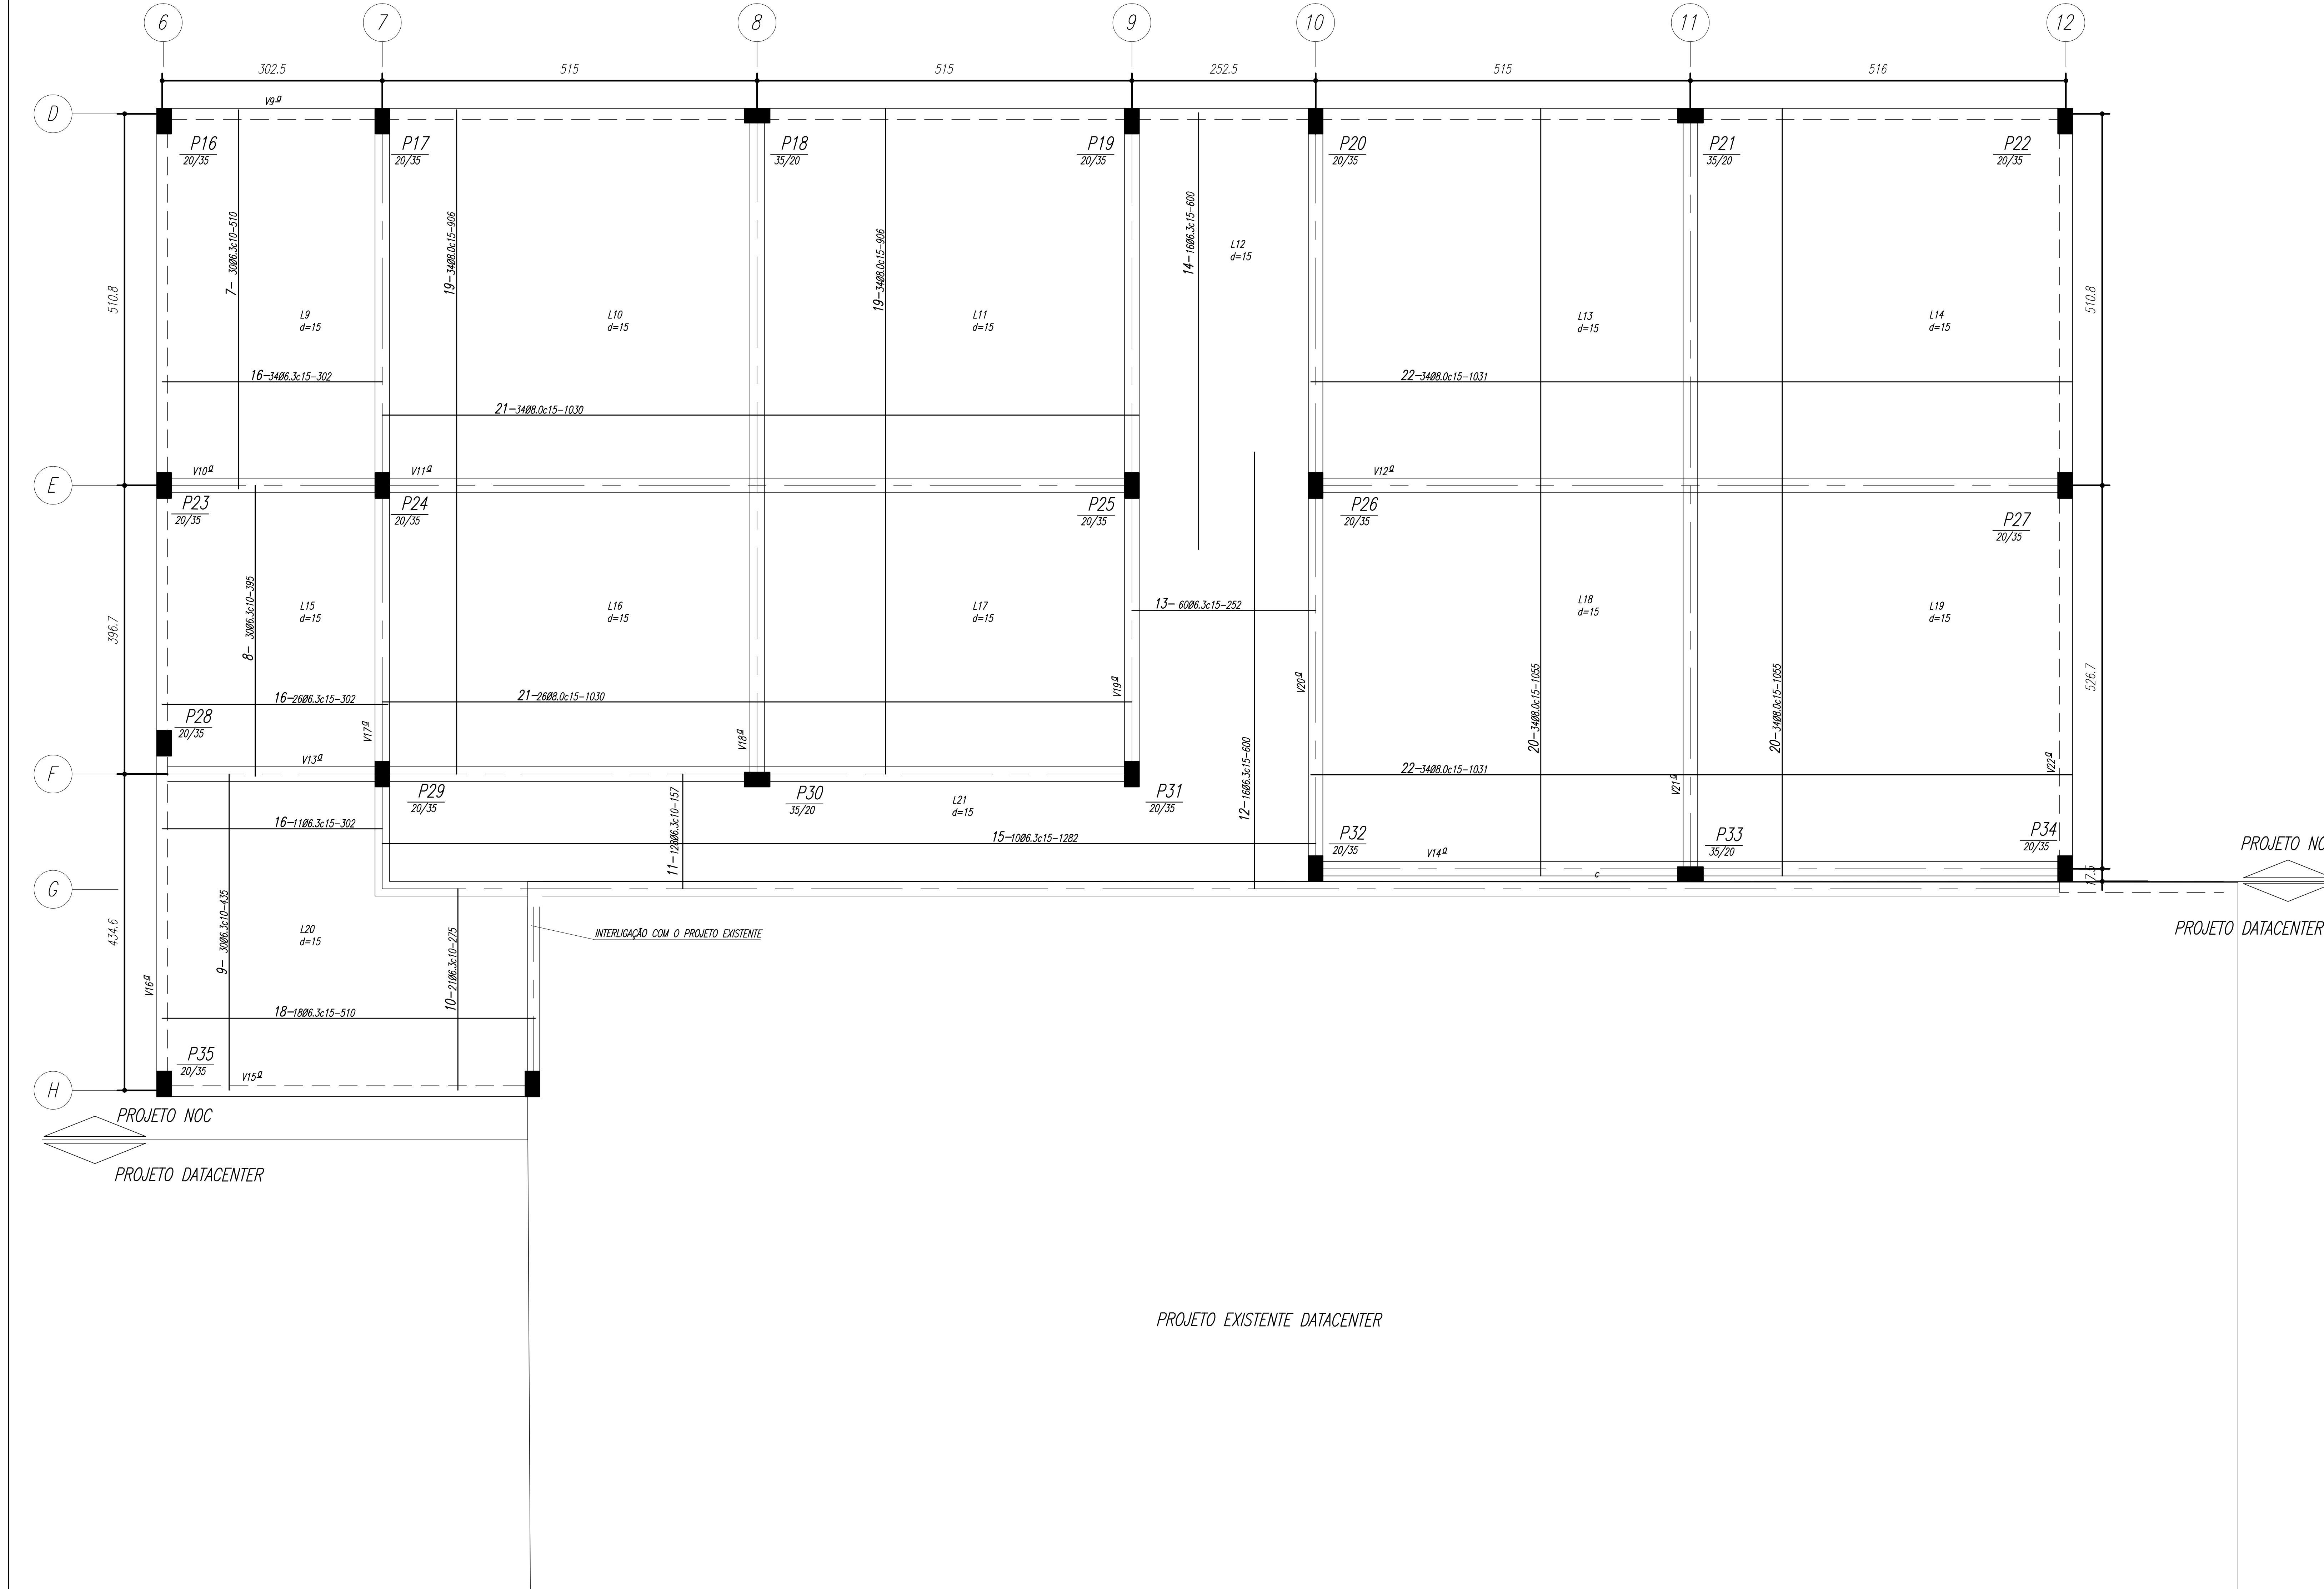 6 7 8 9 10 11 12
302.5 515 515 252.5 515 516
V9ª
D
P16 P17 P18 P19 P20 P21 P22
20/35 20/35 35/20 20/35 20/35 35/20 20/35
7- 30Ø6.3c10-510
19-34Ø8.0c15-906
19-34Ø8.0c15-906
14-16Ø6.3c15-600
L12
d=15
510.8
510.8
L9 L10 L11 L13 L14
d=15 d=15 d=15 d=15 d=15
16-34Ø6.3c15-302
22-34Ø8.0c15-1031
21-34Ø8.0c15-1030
V10ª V11ª V12ª
E
P23 P24 P25 P26
20/35 20/35 20/35 20/35
P27
20/35
396.7
8- 30Ø6.3c10-395
L15 L16 L17 L18 L19
d=15 d=15 d=15 d=15 d=15
13- 60Ø6.3c15-252
526.7
16-26Ø6.3c15-302
21-26Ø8.0c15-1030
V19ª
V20ª
20-34Ø8.0c15-1055
20-34Ø8.0c15-1055
P28
20/35
V17ª
V18ª
V13ª
V22ª
F
22-34Ø8.0c15-1031
V21ª
12-16Ø6.3c15-600
P29 P30 P31
20/35 35/20 20/35
L21
d=15
11-128Ø6.3c10-157
16-11Ø6.3c15-302
15-10Ø6.3c15-1282
P32 P33 P34
20/35 35/20 20/35
V14ª
c
17.5
PROJETO NO
G
434.6
9- 30Ø6.3c10-435
L20
d=15
10-21Ø6.3c10-275
INTERLIGAÇÃO COM O PROJETO EXISTENTE
PROJETO DATACENTER
V16ª
18-18Ø6.3c15-510
P35
20/35
V15ª
H
PROJETO NOC
PROJETO DATACENTER
PROJETO EXISTENTE DATACENTER